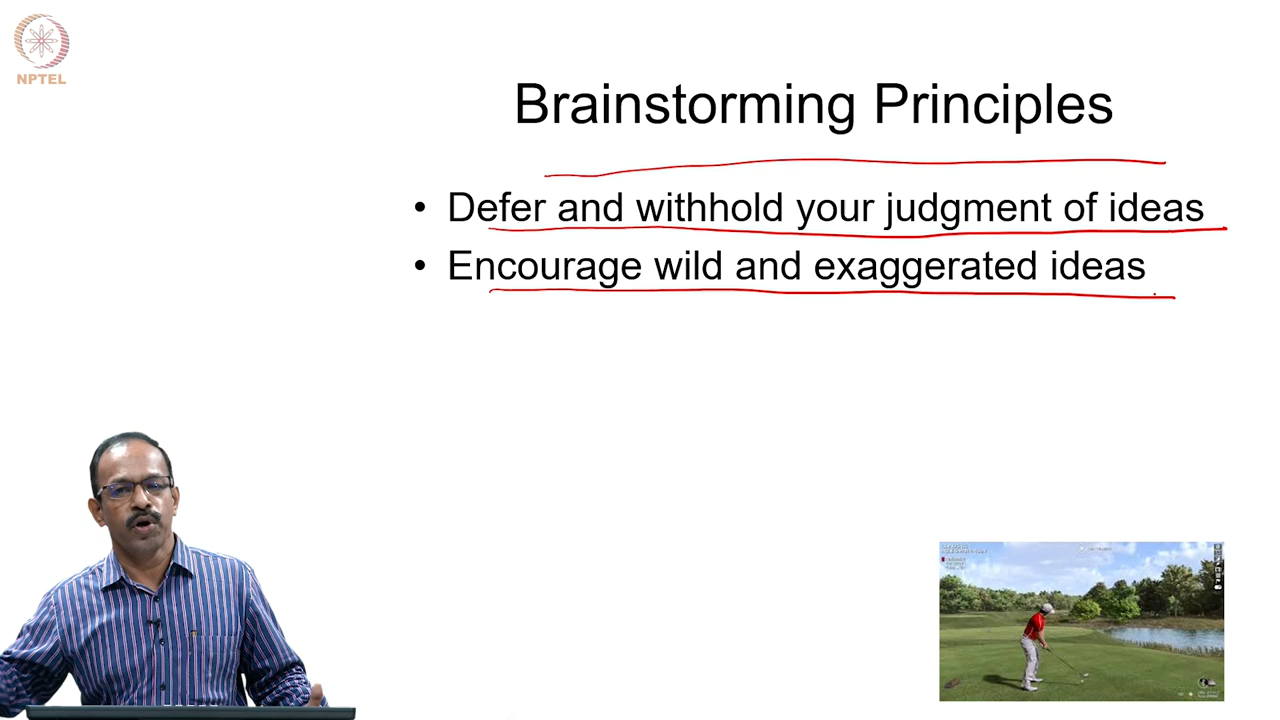 NPTEL
Brainstorming Principles
• Defer and withhold your judgment of ideas
• Encourage wild and exaggerated ideas